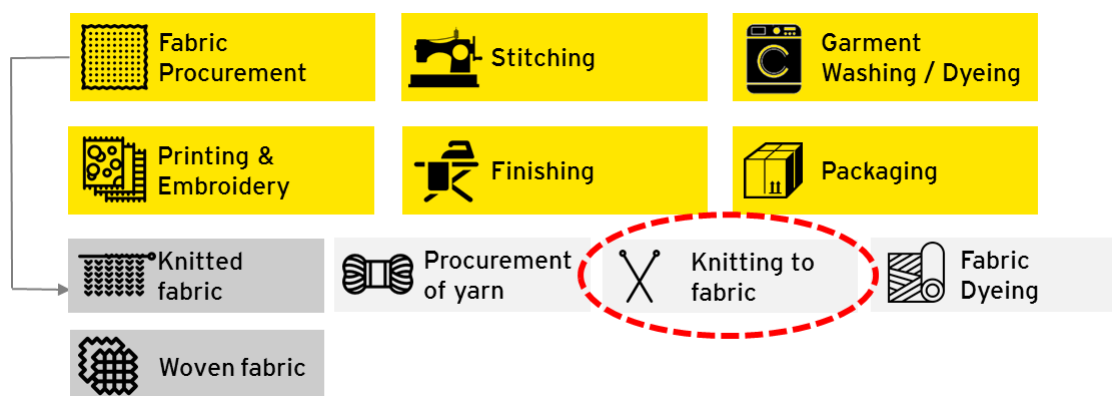 Fabric
Procurement
Stitching
Garment
Washing / Dyeing
Printing &
Embroidery
Finishing
Packaging
Knitted
fabric
Procurement
of yarn
Knitting to
fabric
Fabric
Dyeing
Woven fabric